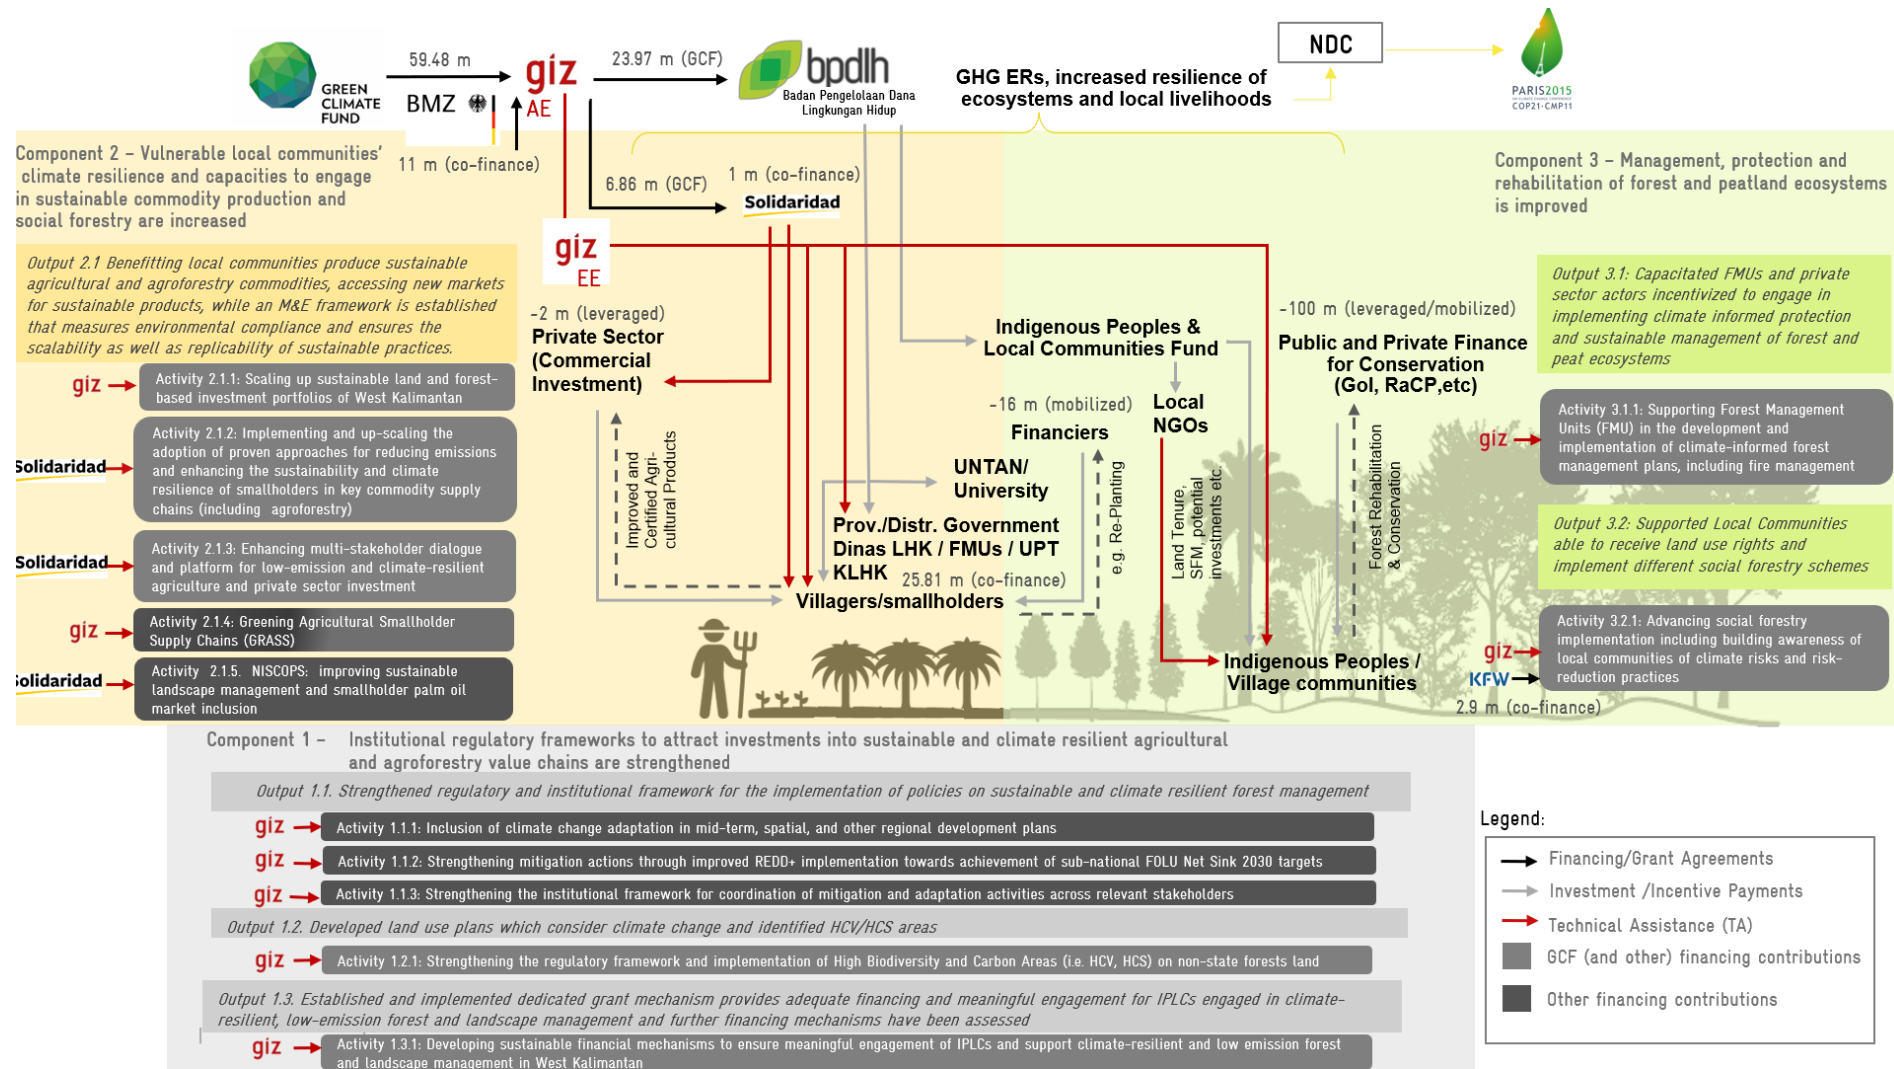 59.48 m
giz
AE
23.97 m (GCF)
bpdlh
Badan Pengelolaan Dana
Lingkungan Hidup
GREEN
CLIMATE
FUND
BMZ
11 m (co-finance)
GHG ERs, increased resilience of
ecosystems and local livelihoods
NDC
PARIS2015
COP21·CMP11
Component 2 – Vulnerable local communities'
climate resilience and capacities to engage
in sustainable commodity production and
social forestry are increased
6.86 m (GCF)
1 m (co-finance)
Solidaridad
giz
EE
Component 3 – Management, protection and
rehabilitation of forest and peatland ecosystems
is improved
Output 2.1 Benefitting local communities produce sustainable
agricultural and agroforestry commodities, accessing new markets
for sustainable products, while an M&E framework is established
that measures environmental compliance and ensures the
scalability as well as replicability of sustainable practices.
giz
Activity 2.1.1: Scaling up sustainable land and forest-
based investment portfolios of West Kalimantan
Solidaridad
Activity 2.1.2: Implementing and up-scaling the
adoption of proven approaches for reducing emissions
and enhancing the sustainability and climate
resilience of smallholders in key commodity supply
chains (including agroforestry)
Solidaridad
Activity 2.1.3: Enhancing multi-stakeholder dialogue
and platform for low-emission and climate-resilient
agriculture and private sector investment
giz
Activity 2.1.4: Greening Agricultural Smallholder
Supply Chains (GRASS)
Solidaridad
Activity 2.1.5. NISCOPS: improving sustainable
landscape management and smallholder palm oil
market inclusion
~2 m (leveraged)
Private Sector
(Commercial
Investment)
Improved and
Certified Agri-
cultural Products
Indigenous Peoples &
Local Communities Fund
~16 m (mobilized)
Financiers
Local
NGOs
UNTAN/
University
Prov./Distr. Government
Dinas LHK / FMUs / UPT
KLHK
25.81 m (co-finance)
Villagers/smallholders
e.g. Re-Planting
Land Tenure,
SFM, potential
investments etc.
~100 m (leveraged/mobilized)
Public and Private Finance
for Conservation
(GoI, RaCP,etc)
Forest Rehabilitation
& Conservation
Indigenous Peoples /
Village communities
Output 3.1: Capacitated FMUs and private
sector actors incentivized to engage in
implementing climate informed protection
and sustainable management of forest and
peat ecosystems
giz
Activity 3.1.1: Supporting Forest Management
Units (FMU) in the development and
implementation of climate-informed forest
management plans, including fire management
Output 3.2: Supported Local Communities
able to receive land use rights and
implement different social forestry schemes
giz
KFW
Activity 3.2.1: Advancing social forestry
implementation including building awareness of
local communities of climate risks and risk-
reduction practices
2.9 m (co-finance)
Component 1 – Institutional regulatory frameworks to attract investments into sustainable and climate resilient agricultural
and agroforestry value chains are strengthened
Output 1.1. Strengthened regulatory and institutional framework for the implementation of policies on sustainable and climate resilient forest management
giz
Activity 1.1.1: Inclusion of climate change adaptation in mid-term, spatial, and other regional development plans
giz
Activity 1.1.2: Strengthening mitigation actions through improved REDD+ implementation towards achievement of sub-national FOLU Net Sink 2030 targets
giz
Activity 1.1.3: Strengthening the institutional framework for coordination of mitigation and adaptation activities across relevant stakeholders
Output 1.2. Developed land use plans which consider climate change and identified HCV/HCS areas
giz
Activity 1.2.1: Strengthening the regulatory framework and implementation of High Biodiversity and Carbon Areas (i.e. HCV, HCS) on non-state forests land
Output 1.3. Established and implemented dedicated grant mechanism provides adequate financing and meaningful engagement for IPLCs engaged in climate-
resilient, low-emission forest and landscape management and further financing mechanisms have been assessed
giz
Activity 1.3.1: Developing sustainable financial mechanisms to ensure meaningful engagement of IPLCs and support climate-resilient and low emission forest
and landscape management in West Kalimantan
Legend:
Financing/Grant Agreements
Investment /Incentive Payments
Technical Assistance (TA)
GCF (and other) financing contributions
Other financing contributions